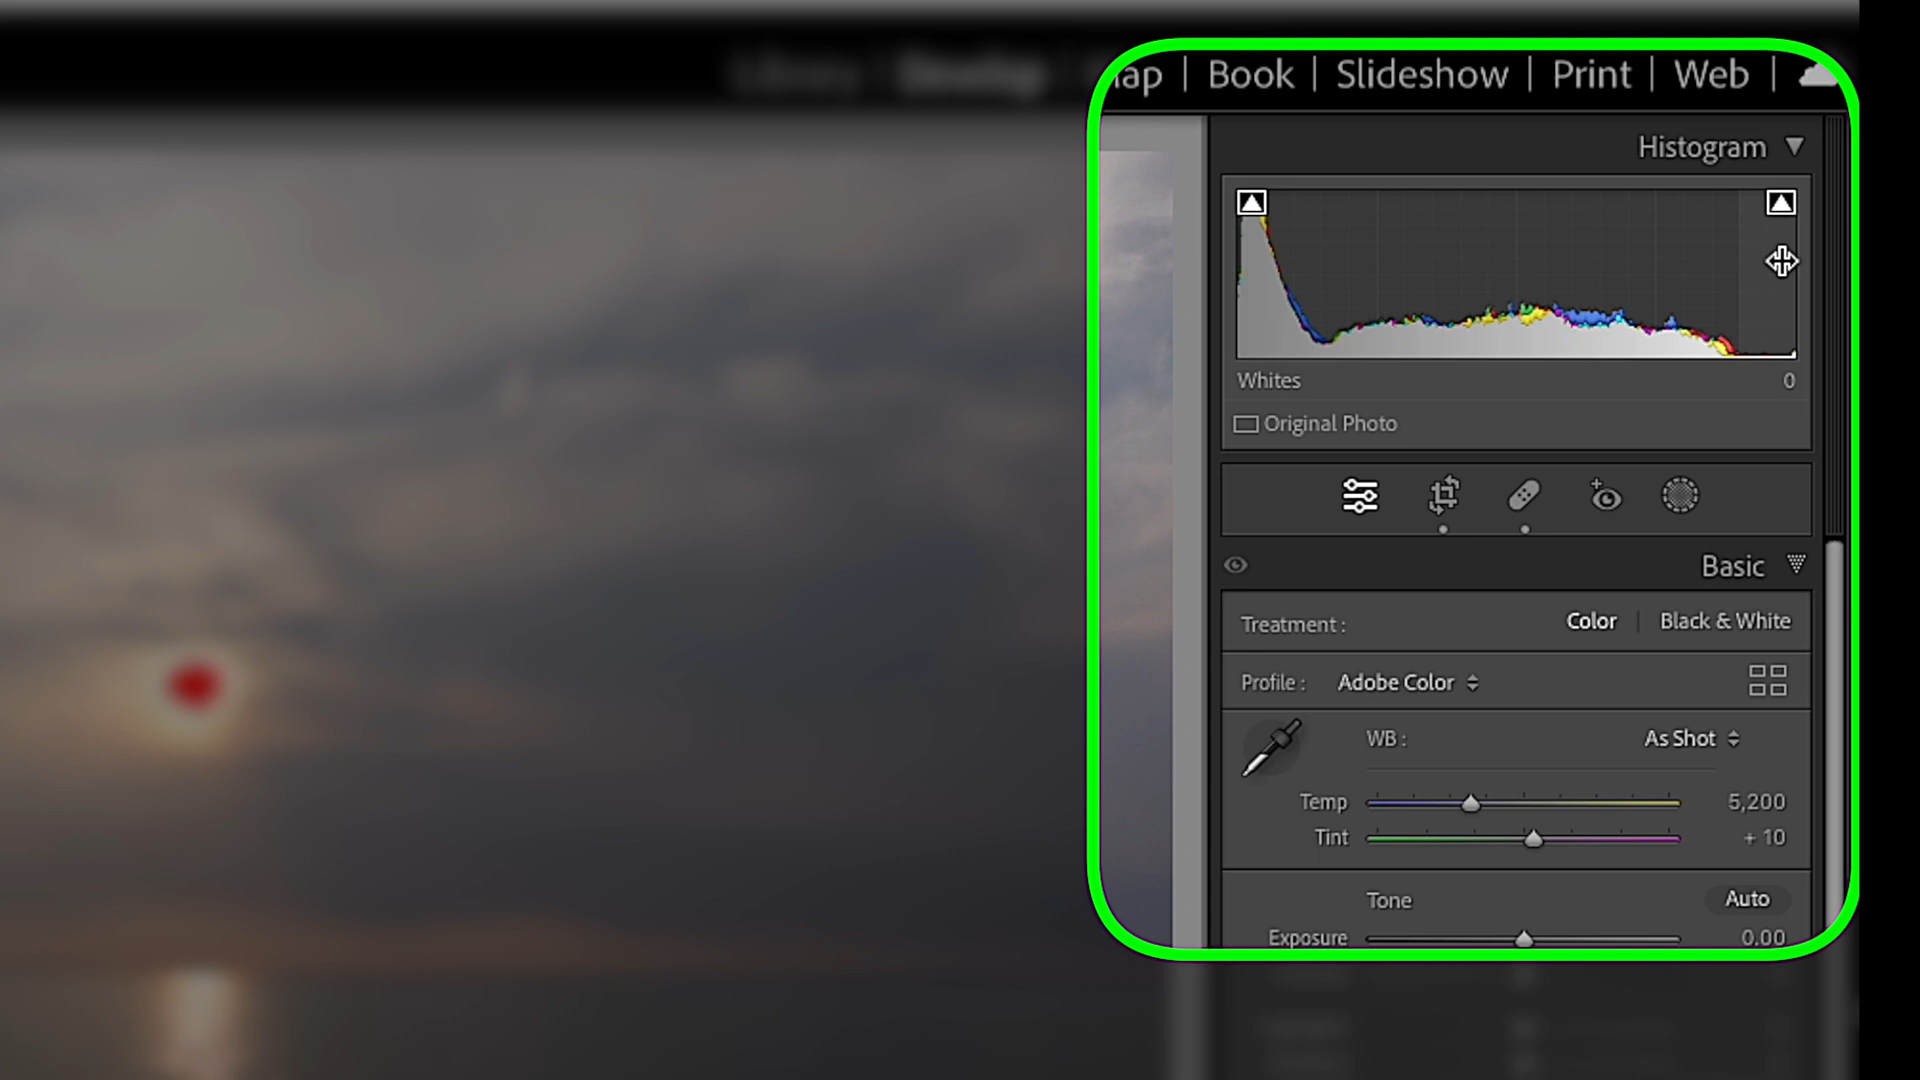 Book | Slideshow | Print | Web |
Histogram
Whites 0
Original Photo
Basic
Treatment : Color | Black & White
Profile : Adobe Color
WB : As Shot
Temp 5,200
Tint + 10
Tone Auto
Exposure 0.00